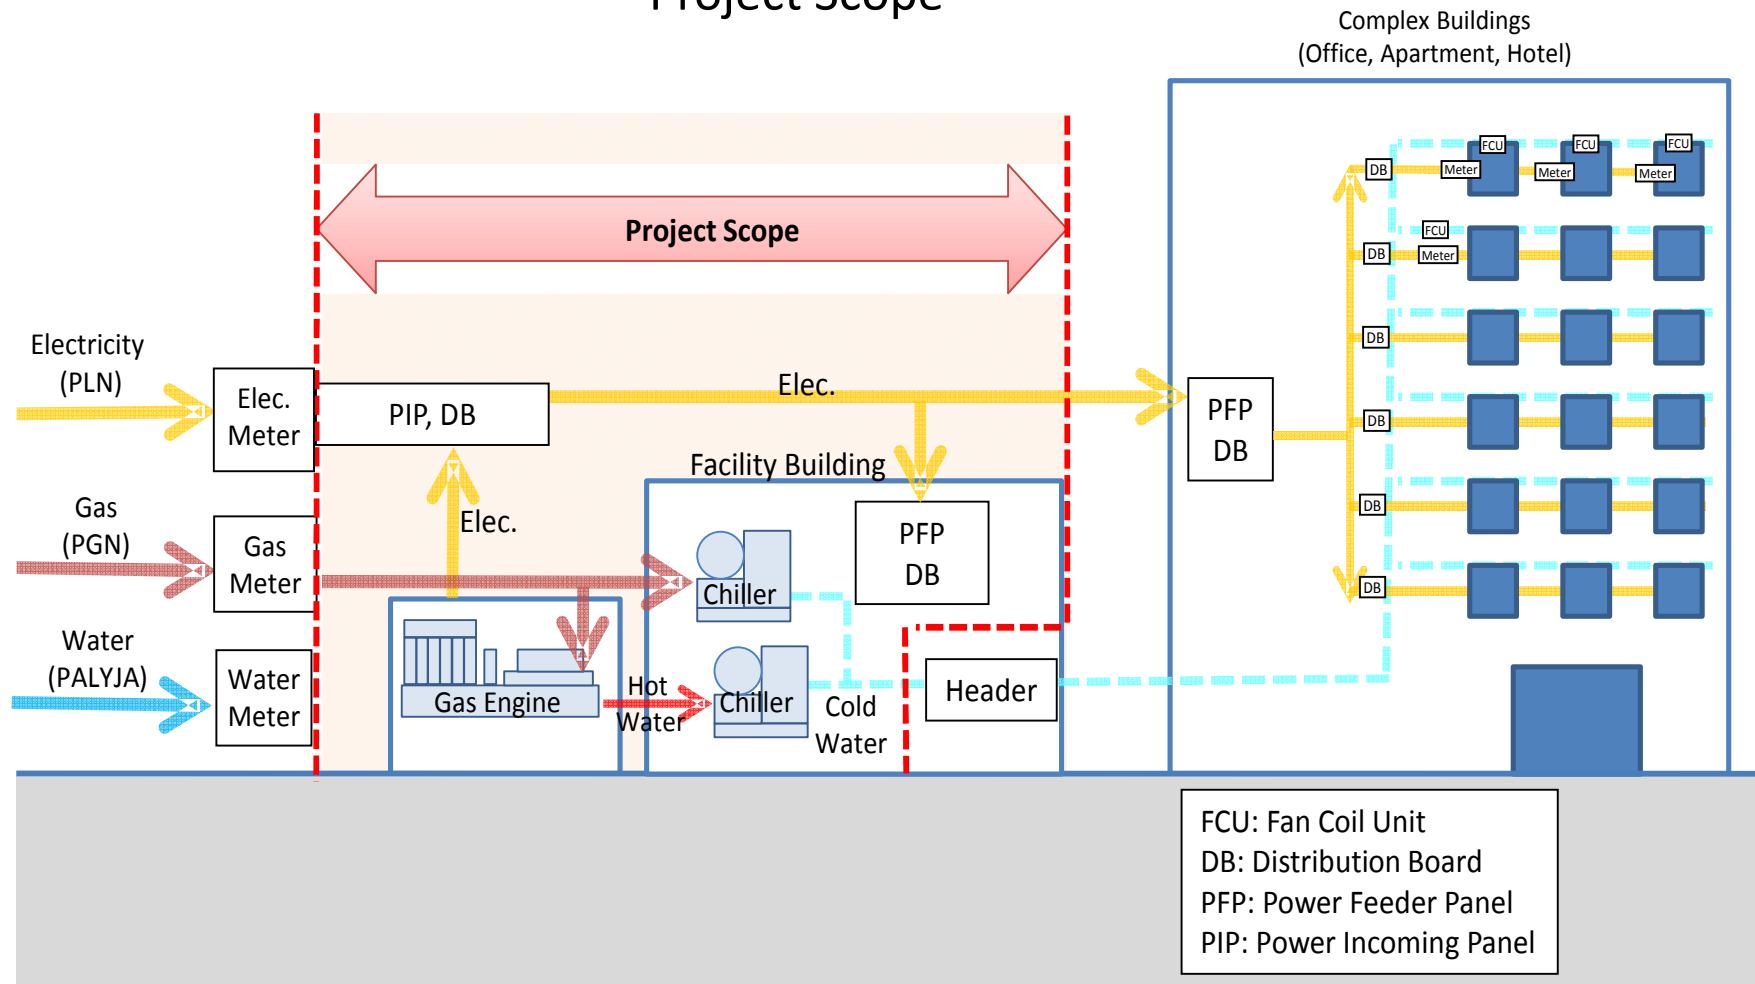 Project Scope
Complex Buildings
(Office, Apartment, Hotel)
Project Scope
Electricity
(PLN)
Elec.
Meter
PIP, DB
Elec.
PFP
DB
Facility Building
Gas
(PGN)
Gas
Meter
Elec.
PFP
DB
Chiller
Water
(PALYJA)
Water
Meter
Gas Engine
Hot
Water
Chiller
Cold
Water
Header
FCU
FCU
FCU
DB
Meter
Meter
Meter
FCU
DB
Meter
DB
DB
DB
DB
FCU: Fan Coil Unit
DB: Distribution Board
PFP: Power Feeder Panel
PIP: Power Incoming Panel